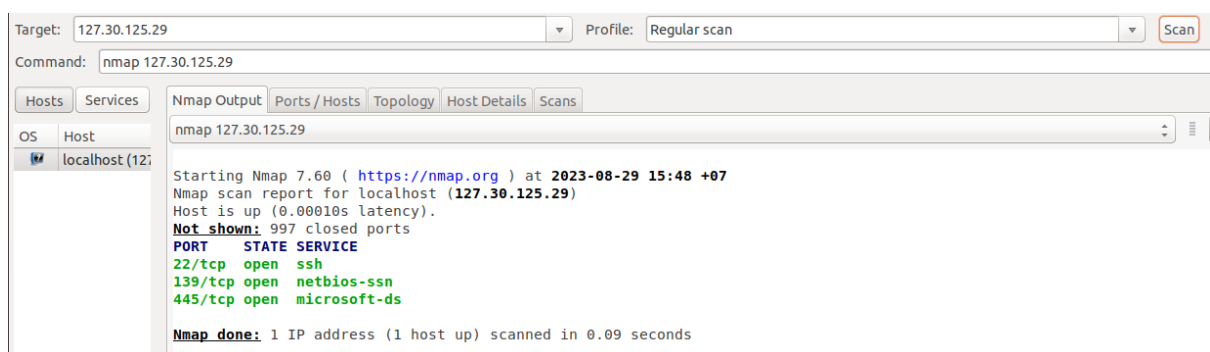 Target: 127.30.125.29 Profile: Regular scan Scan
Command: nmap 127.30.125.29
Hosts Services Nmap Output Ports / Hosts Topology Host Details Scans
OS Host nmap 127.30.125.29
localhost (127
Starting Nmap 7.60 ( https://nmap.org ) at 2023-08-29 15:48 +07
Nmap scan report for localhost (127.30.125.29)
Host is up (0.00010s latency).
Not shown: 997 closed ports
PORT STATE SERVICE
22/tcp open ssh
139/tcp open netbios-ssn
445/tcp open microsoft-ds
Nmap done: 1 IP address (1 host up) scanned in 0.09 seconds